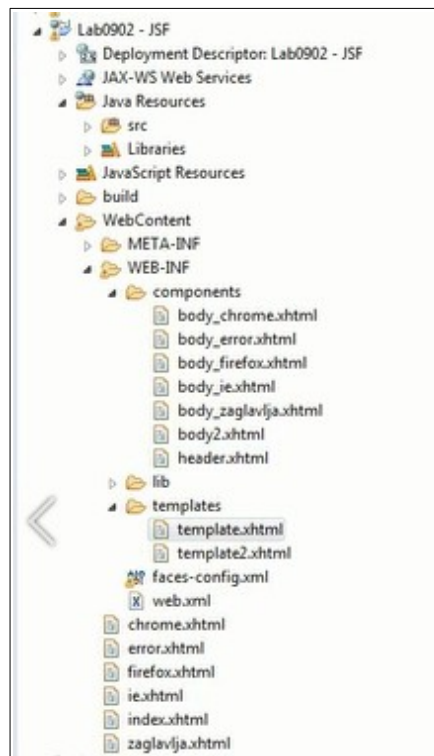 Lab0902 - JSF
Deployment Descriptor: Lab0902 - JSF
JAX-WS Web Services
Java Resources
src
Libraries
JavaScript Resources
build
WebContent
META-INF
WEB-INF
components
body_chrome.xhtml
body_error.xhtml
body_firefox.xhtml
body_ie.xhtml
body_zaglavlja.xhtml
body2.xhtml
header.xhtml
lib
templates
template.xhtml
template2.xhtml
faces-config.xml
web.xml
chrome.xhtml
error.xhtml
firefox.xhtml
ie.xhtml
index.xhtml
zaglavlja.xhtml